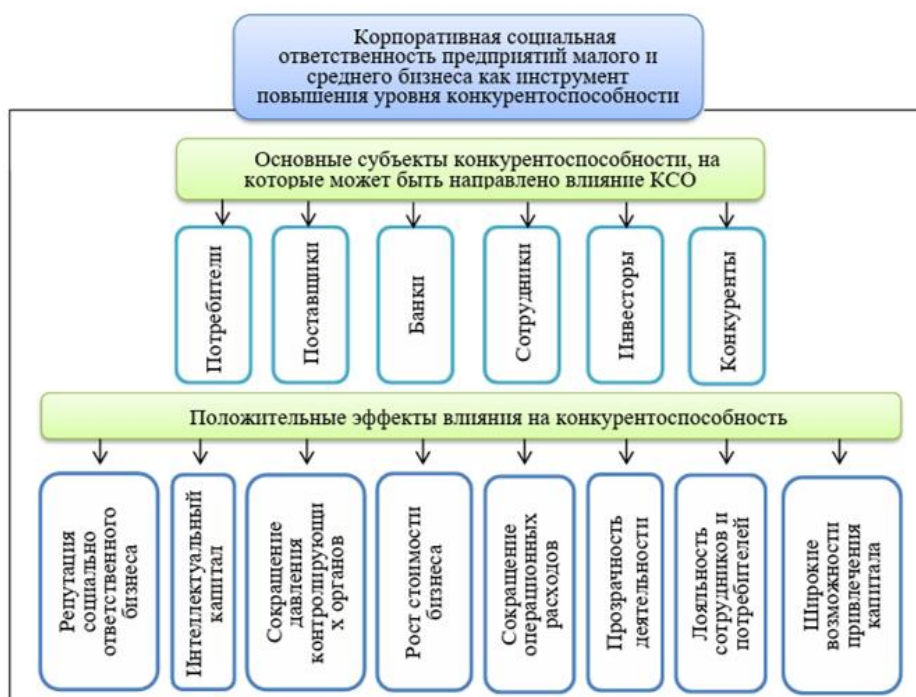 Корпоративная социальная
ответственность предприятий малого и
среднего бизнеса как инструмент
повышения уровня конкурентоспособности
Основные субъекты конкурентоспособности, на
которые может быть направлено влияние КСО
Потребители
Поставщики
Банки
Сотрудники
Инвесторы
Конкуренты
Положительные эффекты влияния на конкурентоспособность
Репутация
социально
ответственного
бизнеса
Интеллектуальный
капитал
Сокращение
давления
контролирующи
х органов
Рост стоимости
бизнеса
Сокращение
операционных
расходов
Прозрачность
деятельности
Лояльность
сотрудников и
потребителей
Широкие
возможности
привлечения
капитала